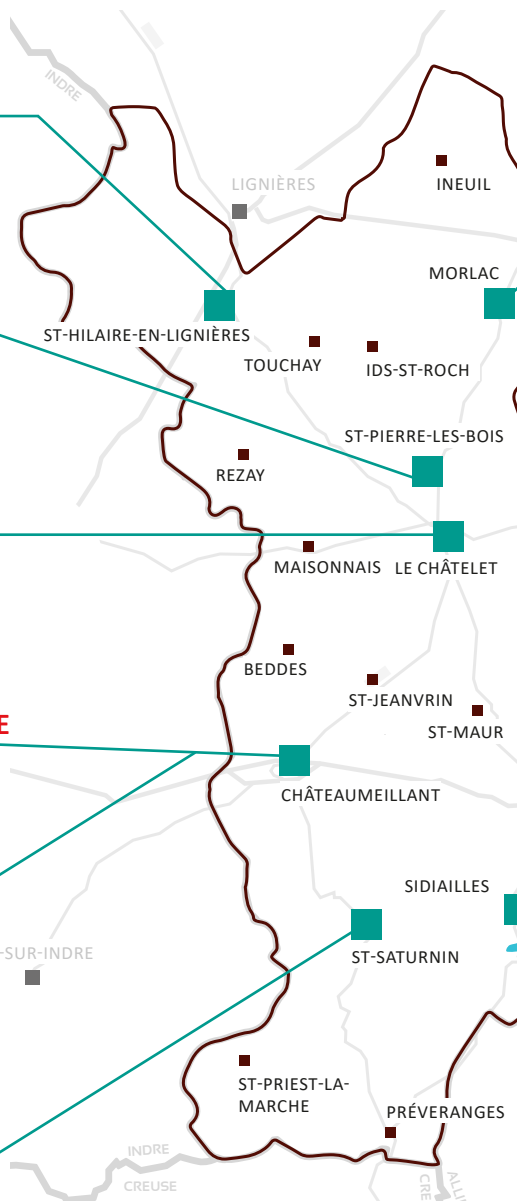 INDRE
LIGNIÈRES
INEUIL
MORLAC
ST-HILAIRE-EN-LIGNIÈRES
TOUCHAY
IDS-ST-ROCH
ST-PIERRE-LES-BOIS
REZAY
MAISONNAIS
LE CHÂTELET
BEDDES
ST-JEANVRIN
ST-MAUR
E
CHÂTEAUMEILLANT
SIDIAILLES
-SUR-INDRE
ST-SATURNIN
ST-PRIEST-LA-
MARCHE
PRÉVERANGES
INDRE
CREUSE
CRE
ALLI